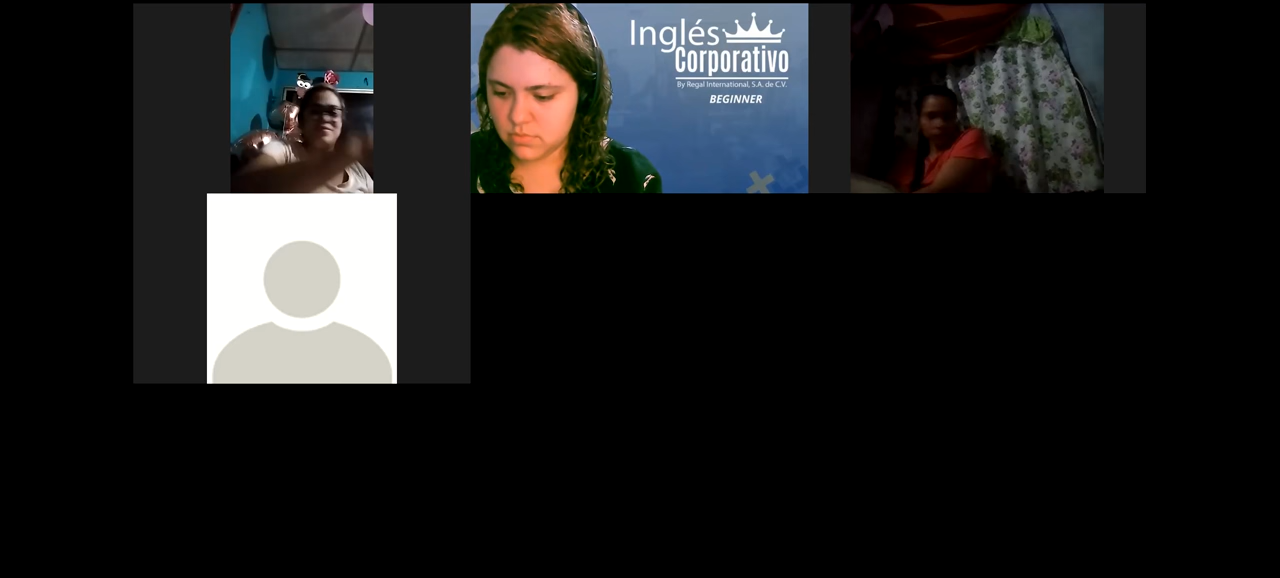 Inglés
Corporativo
By Regal International, S.A. de C.V.
BEGINNER